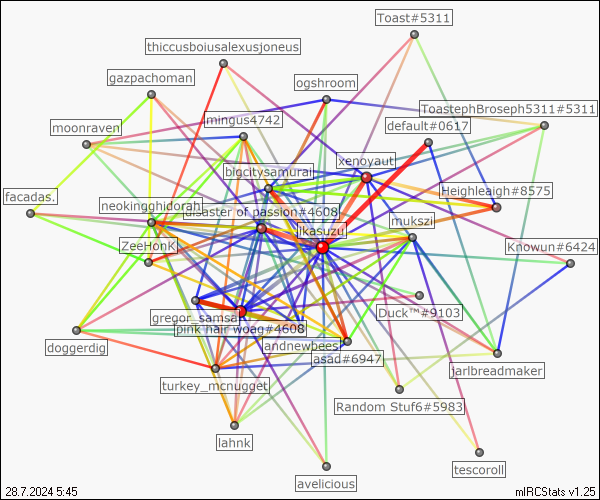 Toast#5311
thiccusboiusalexusjoneus
gazpachoman
ogshroom
ToastephBroseph5311#5311
mingus4742
default#0617
moonraven
xenoyaut
bigcitysamurai
Heighleaigh#8575
facadas.
neokingghidorah
disaster of passion#4608
mukszi
jikasuzu
ZeeHonK
Knowun#6424
Duck™#9103
gregor_samsa
pink hair woag#4608
andnewbees
doggerdig
asad#6947
jarlbreadmaker
turkey_mcnugget
Random Stuf6#5983
lahnk
tescoroll
avelicious
28.7.2024 5:45
mIRCStats v1.25